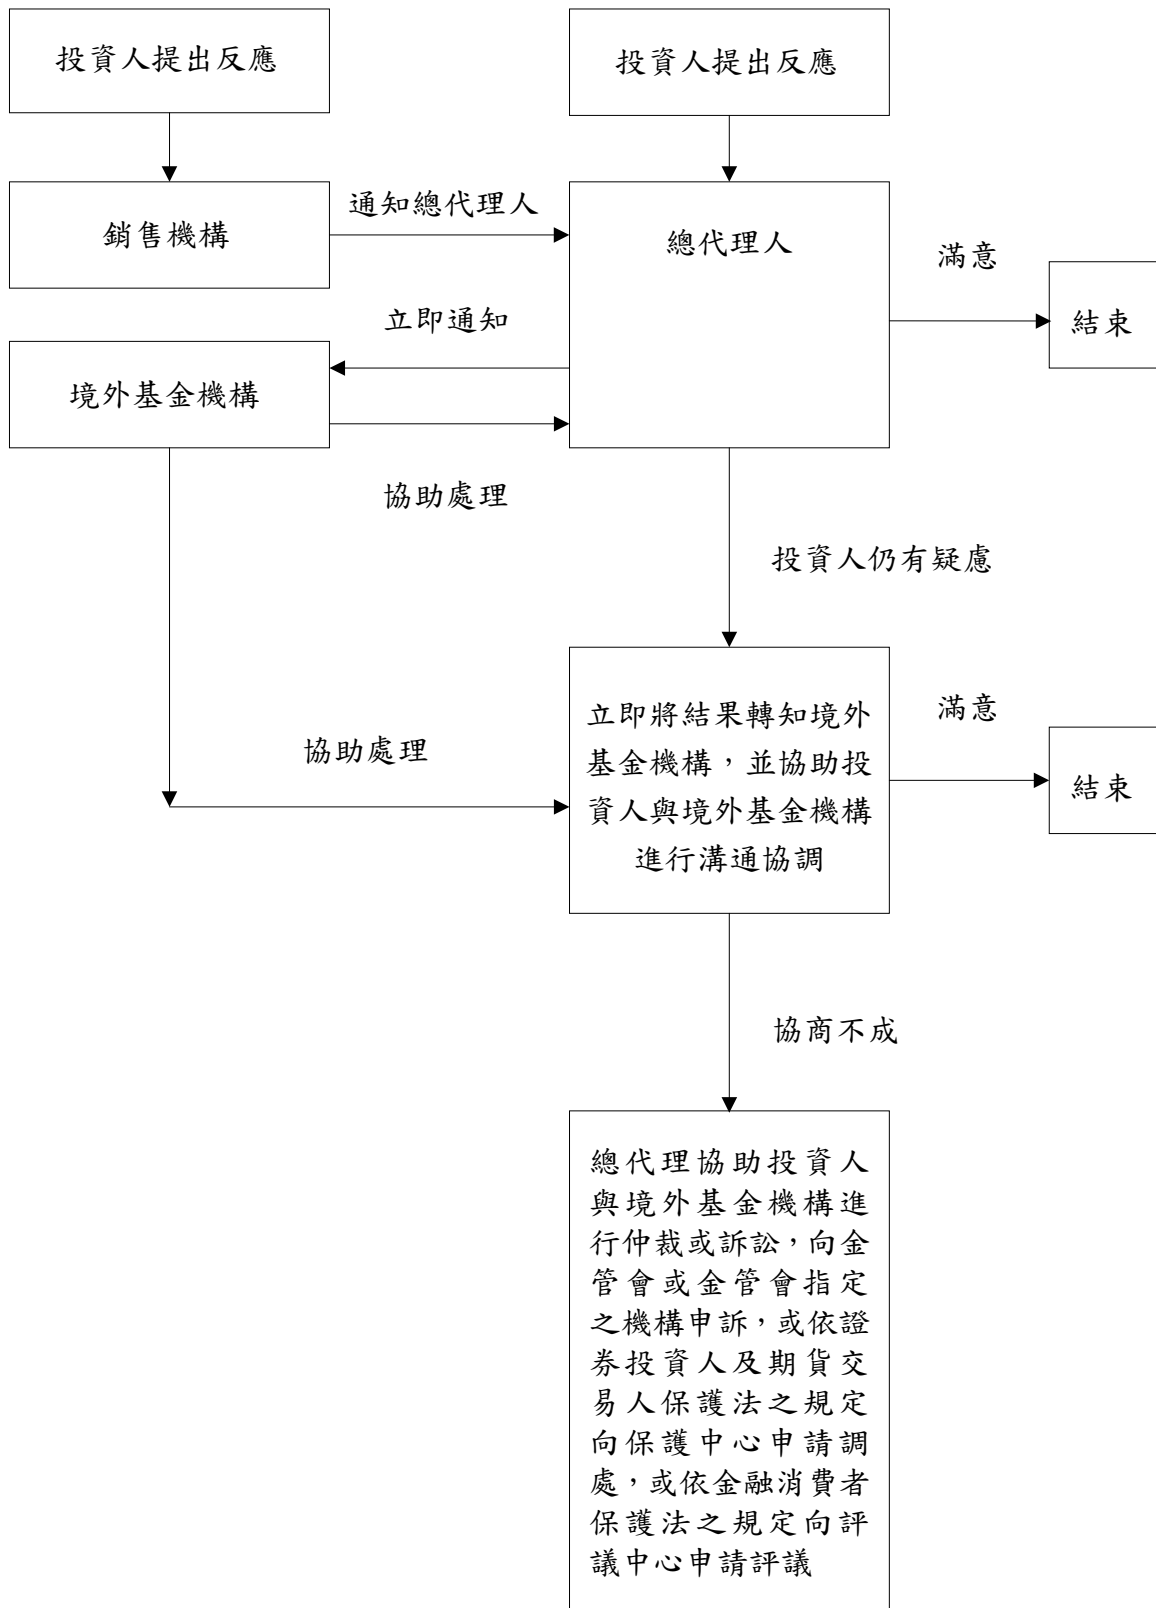 投資人提出反應
投資人提出反應
銷售機構
通知總代理人
總代理人
滿意
結束
立即通知
境外基金機構
協助處理
投資人仍有疑慮
立即將結果轉知境外
基金機構，並協助投
資人與境外基金機構
進行溝通協調
滿意
結束
協助處理
協商不成
總代理協助投資人
與境外基金機構進
行仲裁或訴訟，向金
管會或金管會指定
之機構申訴，或依證
券投資人及期貨交
易人保護法之規定
向保護中心申請調
處，或依金融消費者
保護法之規定向評
議中心申請評議